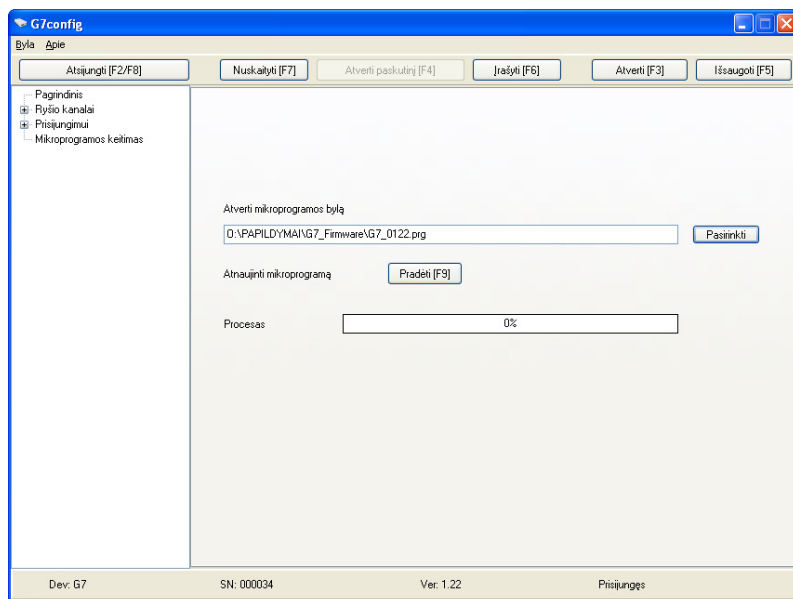 G7config
Byla Apie
Atsijungti [F2/F8] Nuskaityti [F7] Atverti paskutinį [F4] Įrašyti [F6] Atverti [F3] Išsaugoti [F5]
Pagrindinis
Ryšio kanalai
Prisijungimui
Mikroprogramos keitimas
Atverti mikroprogramos bylą
O:\PAPILDYMAI\G7_Firmware\G7_0122.prg Pasirinkti
Atnaujinti mikroprogramą Pradėti [F9]
Procesas 0%
Dev: G7 SN: 000034 Ver: 1.22 Prisijungęs